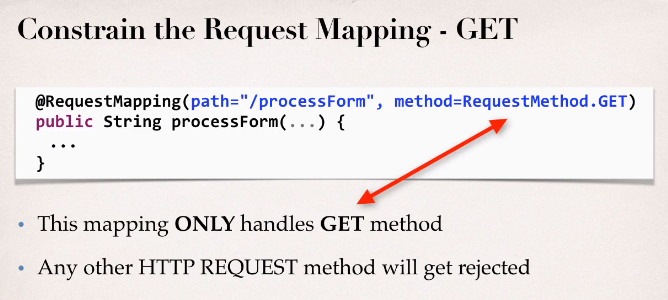 Constrain the Request Mapping - GET
@RequestMapping(path="/processForm", method=RequestMethod.GET)
public String processForm(...) {
...
}
• This mapping ONLY handles GET method
• Any other HTTP REQUEST method will get rejected